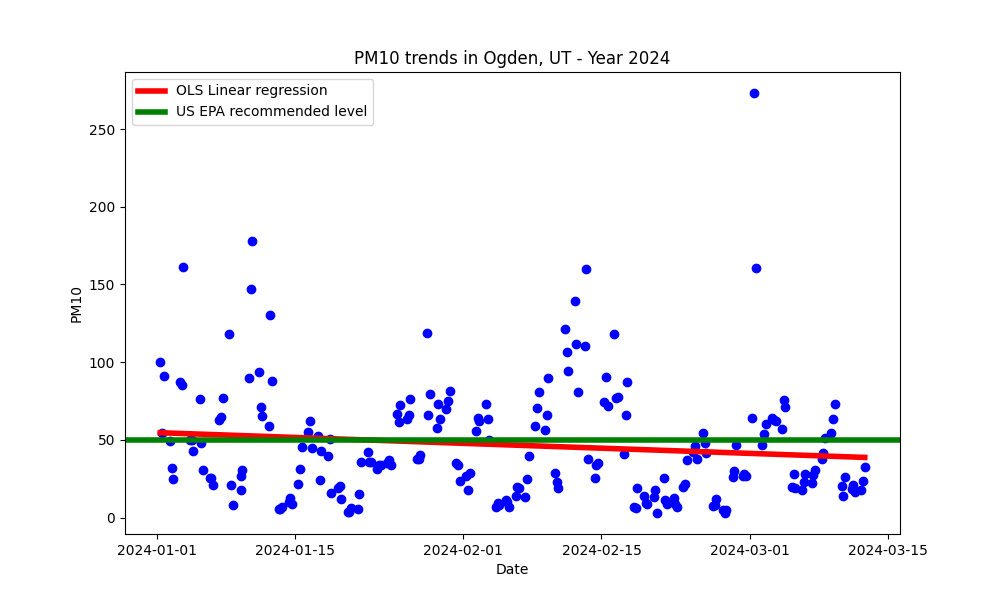 PM10 trends in Ogden, UT - Year 2024
OLS Linear regression
US EPA recommended level
250
200
150
100
50
0
PM10
2024-01-01
2024-01-15
2024-02-01
2024-02-15
2024-03-01
2024-03-15
Date